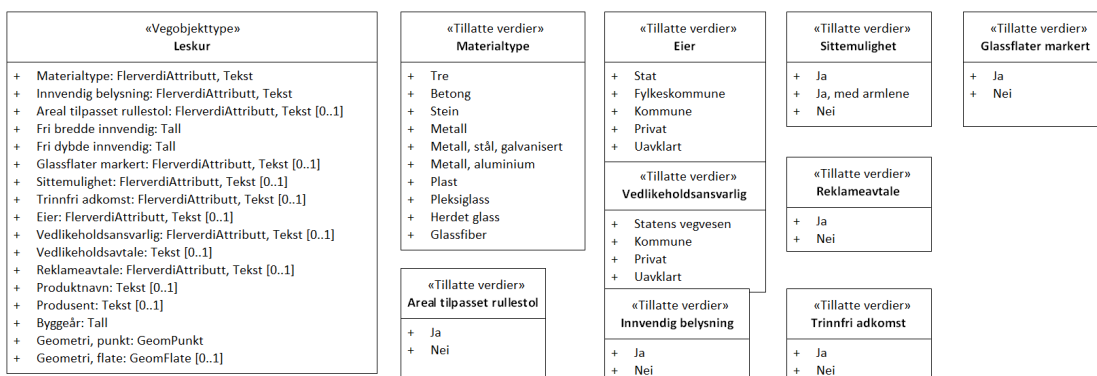 «Vegobjekttype»
Leskur
+ Materialtype: FlerverdiAttributt, Tekst
+ Innvendig belysning: FlerverdiAttributt, Tekst
+ Areal tilpasset rullestol: FlerverdiAttributt, Tekst [0..1]
+ Fri bredde innvendig: Tall
+ Fri dybde innvendig: Tall
+ Glassflater markert: FlerverdiAttributt, Tekst [0..1]
+ Sittemulighet: FlerverdiAttributt, Tekst [0..1]
+ Trinnfri adkomst: FlerverdiAttributt, Tekst [0..1]
+ Eier: FlerverdiAttributt, Tekst [0..1]
+ Vedlikeholdsansvarlig: FlerverdiAttributt, Tekst [0..1]
+ Vedlikeholdsavtale: Tekst [0..1]
+ Reklameavtale: FlerverdiAttributt, Tekst [0..1]
+ Produktnavn: Tekst [0..1]
+ Produsent: Tekst [0..1]
+ Byggeår: Tall
+ Geometri, punkt: GeomPunkt
+ Geometri, flate: GeomFlate [0..1]
«Tillatte verdier»
Materialtype
+ Tre
+ Betong
+ Stein
+ Metall
+ Metall, stål, galvanisert
+ Metall, aluminium
+ Plast
+ Pleksiglass
+ Herdet glass
+ Glassfiber
«Tillatte verdier»
Areal tilpasset rullestol
+ Ja
+ Nei
«Tillatte verdier»
Eier
+ Stat
+ Fylkeskommune
+ Kommune
+ Privat
+ Uavklart
«Tillatte verdier»
Vedlikeholdsansvarlig
+ Statens vegvesen
+ Kommune
+ Privat
+ Uavklart
«Tillatte verdier»
Innvendig belysning
+ Ja
+ Nei
«Tillatte verdier»
Sittemulighet
+ Ja
+ Ja, med armlene
+ Nei
«Tillatte verdier»
Reklameavtale
+ Ja
+ Nei
«Tillatte verdier»
Trinnfri adkomst
+ Ja
+ Nei
«Tillatte verdier»
Glassflater markert
+ Ja
+ Nei